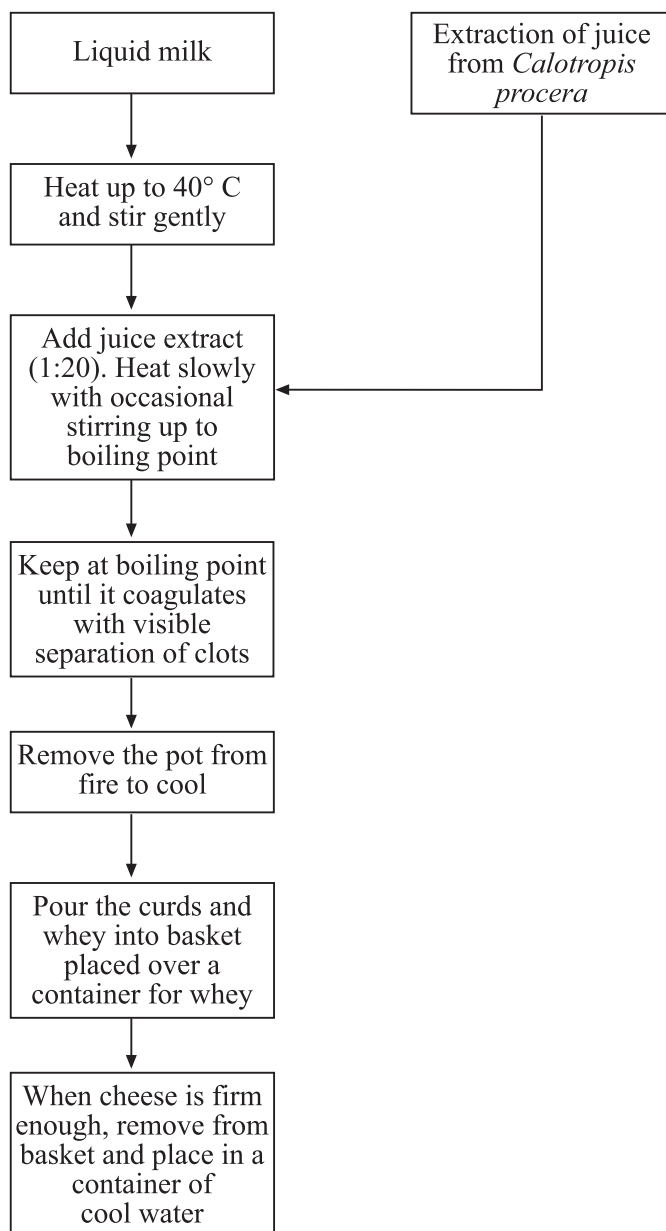 Liquid milk
Extraction of juice
from Calotropis
procera
Heat up to 40° C
and stir gently
Add juice extract
(1:20). Heat slowly
with occasional
stirring up to
boiling point
Keep at boiling point
until it coagulates
with visible
separation of clots
Remove the pot from
fire to cool
Pour the curds and
whey into basket
placed over a
container for whey
When cheese is firm
enough, remove from
basket and place in a
container of
cool water